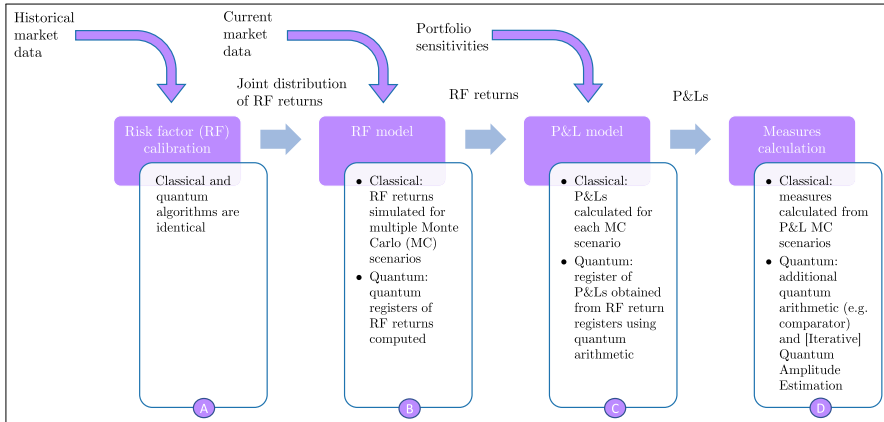 Historical
market
data
Current
market
data
Portfolio
sensitivities
Joint distribution
of RF returns
RF returns
P&Ls
Risk factor (RF)
calibration
Classical and
quantum
algorithms are
identical
A
RF model
• Classical:
RF returns
simulated for
multiple Monte
Carlo (MC)
scenarios
• Quantum:
quantum
registers of
RF returns
computed
B
P&L model
• Classical:
P&Ls
calculated for
each MC
scenario
• Quantum:
register of
P&Ls obtained
from RF return
registers using
quantum
arithmetic
C
Measures
calculation
• Classical:
measures
calculated from
P&L MC
scenarios
• Quantum:
additional
quantum
arithmetic (e.g.
comparator)
and [Iterative]
Quantum
Amplitude
Estimation
D